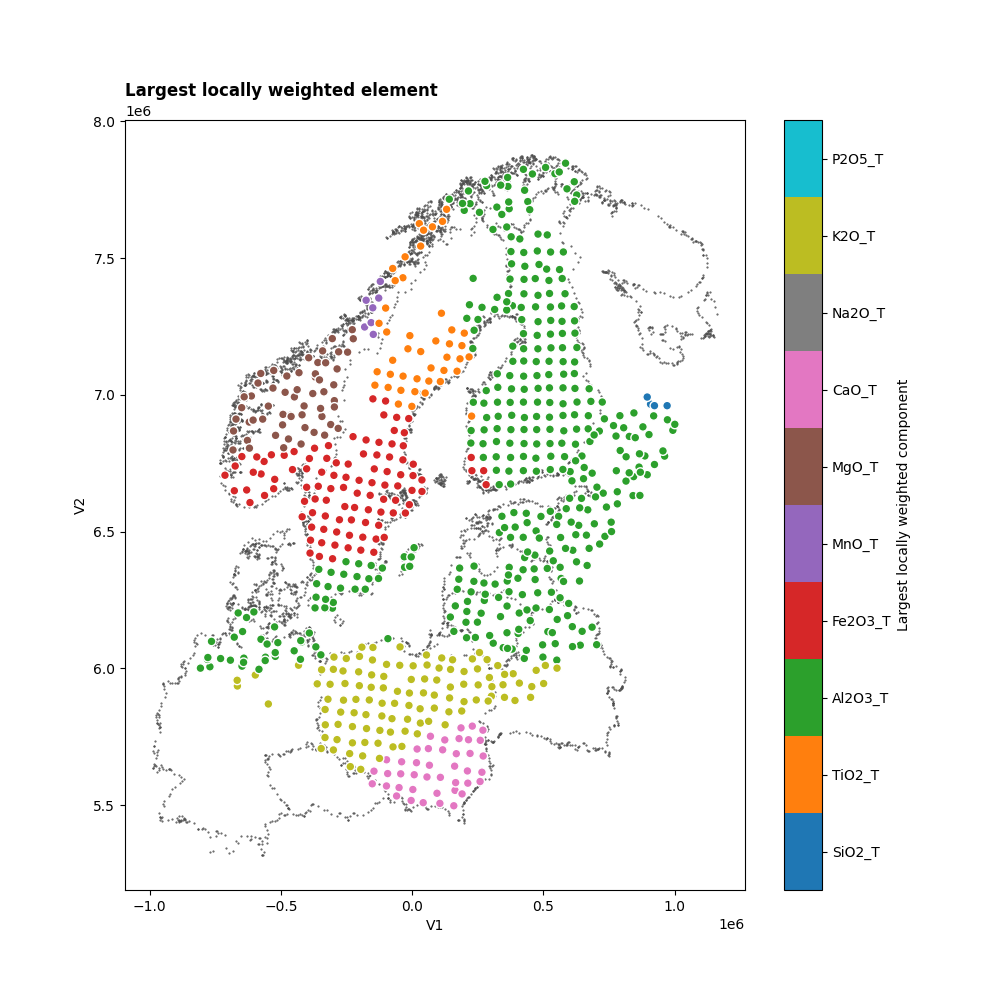 Largest locally weighted element
1e6
8.0
7.5
7.0
6.5
6.0
5.5
V2
−1.0
−0.5
0.0
0.5
1.0
1e6
V1
P2O5_T
K2O_T
Na2O_T
CaO_T
MgO_T
MnO_T
Fe2O3_T
Al2O3_T
TiO2_T
SiO2_T
Largest locally weighted component